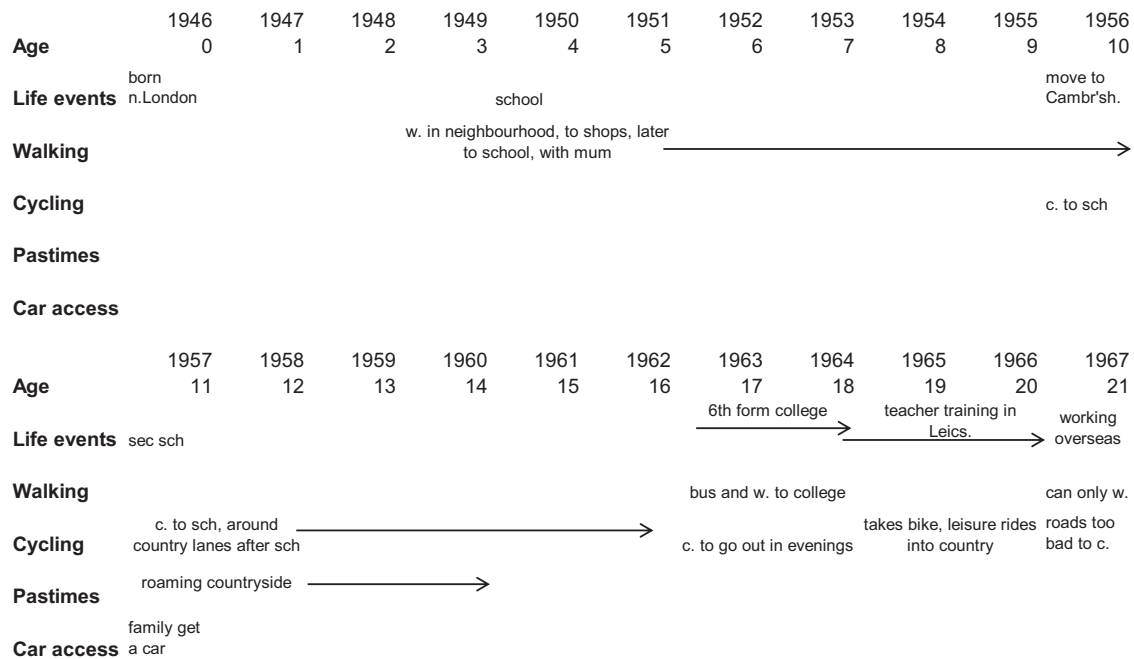 1946 1947 1948 1949 1950 1951 1952 1953 1954 1955 1956
Age 0 1 2 3 4 5 6 7 8 9 10
born
n.London
Life events
school
move to
Cambr'sh.
w. in neighbourhood, to shops, later
to school, with mum
Walking
Cycling
c. to sch
Pastimes
Car access
1957 1958 1959 1960 1961 1962 1963 1964 1965 1966 1967
Age 11 12 13 14 15 16 17 18 19 20 21
Life events
sec sch
6th form college
teacher training in
Leics.
working
overseas
Walking
bus and w. to college
can only w.
Cycling
c. to sch, around
country lanes after sch
c. to go out in evenings
takes bike, leisure rides
into country
roads too
bad to c.
Pastimes
roaming countryside
Car access
family get
a car